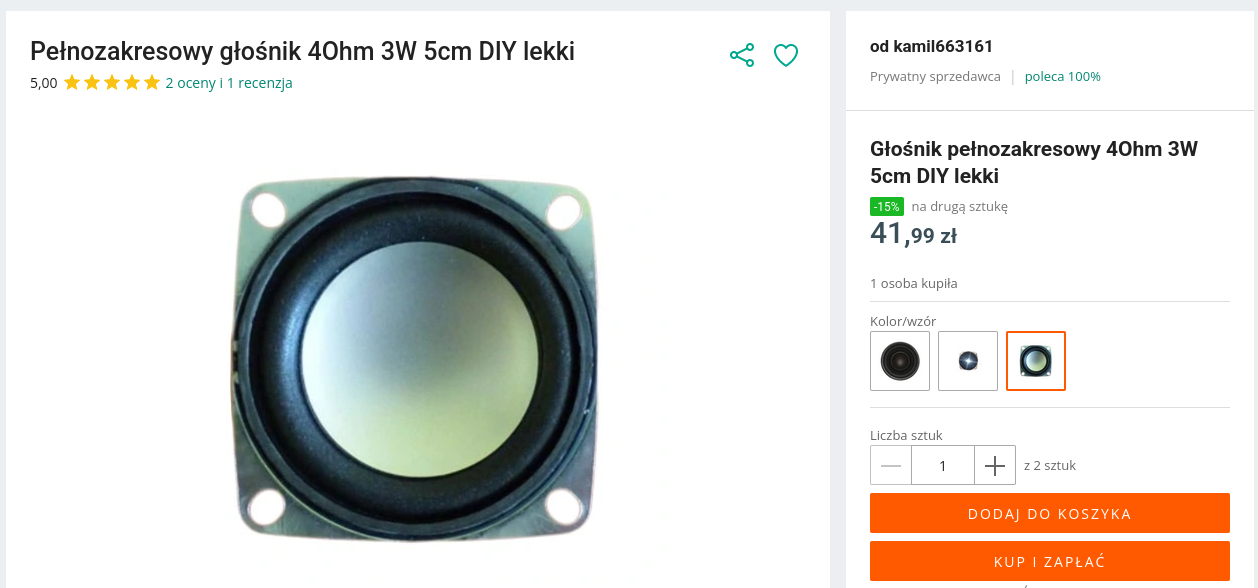 Pełnozakresowy głośnik 4Ohm 3W 5cm DIY lekki
5,00 2 oceny i 1 recenzja
od kamil663161
Prywatny sprzedawca | poleca 100%
Głośnik pełnozakresowy 4Ohm 3W
5cm DIY lekki
-15% na drugą sztukę
41,99 zł
1 osoba kupiła
Kolor/wzór
Liczba sztuk
1 z 2 sztuk
DODAJ DO KOSZYKA
KUP I ZAPŁAĆ